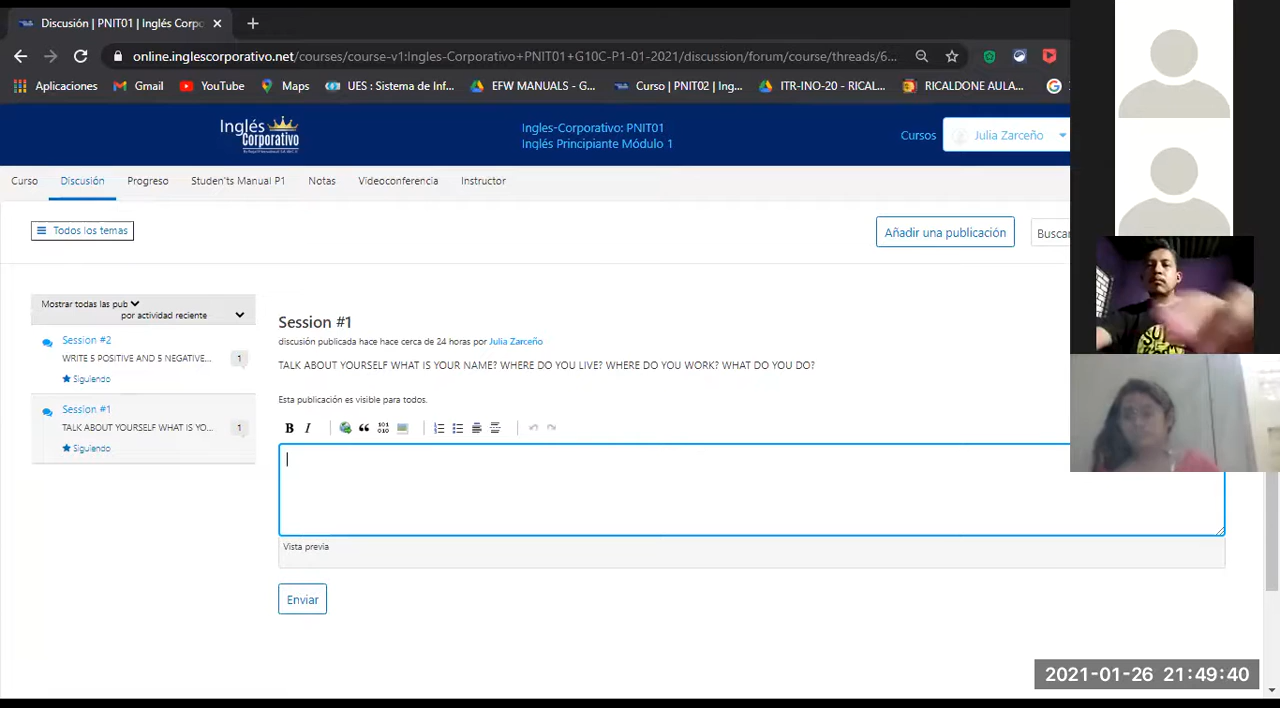 Discusión | PNIT01 | Inglés Corpo
online.inglescorporativo.net/courses/course-v1:Ingles-Corporativo+PNIT01+G10C-P1-01-2021/discussion/forum/course/threads/6...
Aplicaciones Gmail YouTube Maps UES : Sistema de Inf... EFW MANUALS - G... Curso | PNIT02 | Ing... ITR-INO-20 - RICAL... RICALDONE AULA...
Inglés Corporativo
Ingles-Corporativo: PNIT01
Inglés Principiante Módulo 1
Cursos
Julia Zarceño
Curso Discusión Progreso Studen'ts Manual P1 Notas Videoconferencia Instructor
Todos los temas
Añadir una publicación
Buscar
Mostrar todas las pub
por actividad reciente
Session #2
WRITE 5 POSITIVE AND 5 NEGATIVE...
1
Siguiendo
Session #1
TALK ABOUT YOURSELF WHAT IS YO...
1
Siguiendo
Session #1
discusión publicada hace hace cerca de 24 horas por Julia Zarceño
TALK ABOUT YOURSELF WHAT IS YOUR NAME? WHERE DO YOU LIVE? WHERE DO YOU WORK? WHAT DO YOU DO?
Esta publicación es visible para todos.
B I
101
010
Vista previa
Enviar
2021-01-26 21:49:40